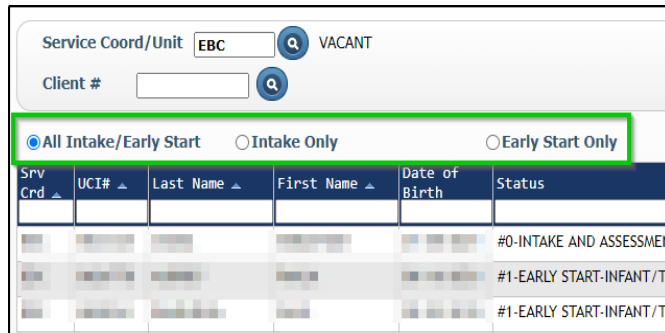 Service Coord/Unit EBC VACANT
Client #
All Intake/Early Start Intake Only Early Start Only
Srv Crd UCI# Last Name First Name Date of Birth Status
#0-INTAKE AND ASSESSME
#1-EARLY START-INFANT/T
#1-EARLY START-INFANT/T